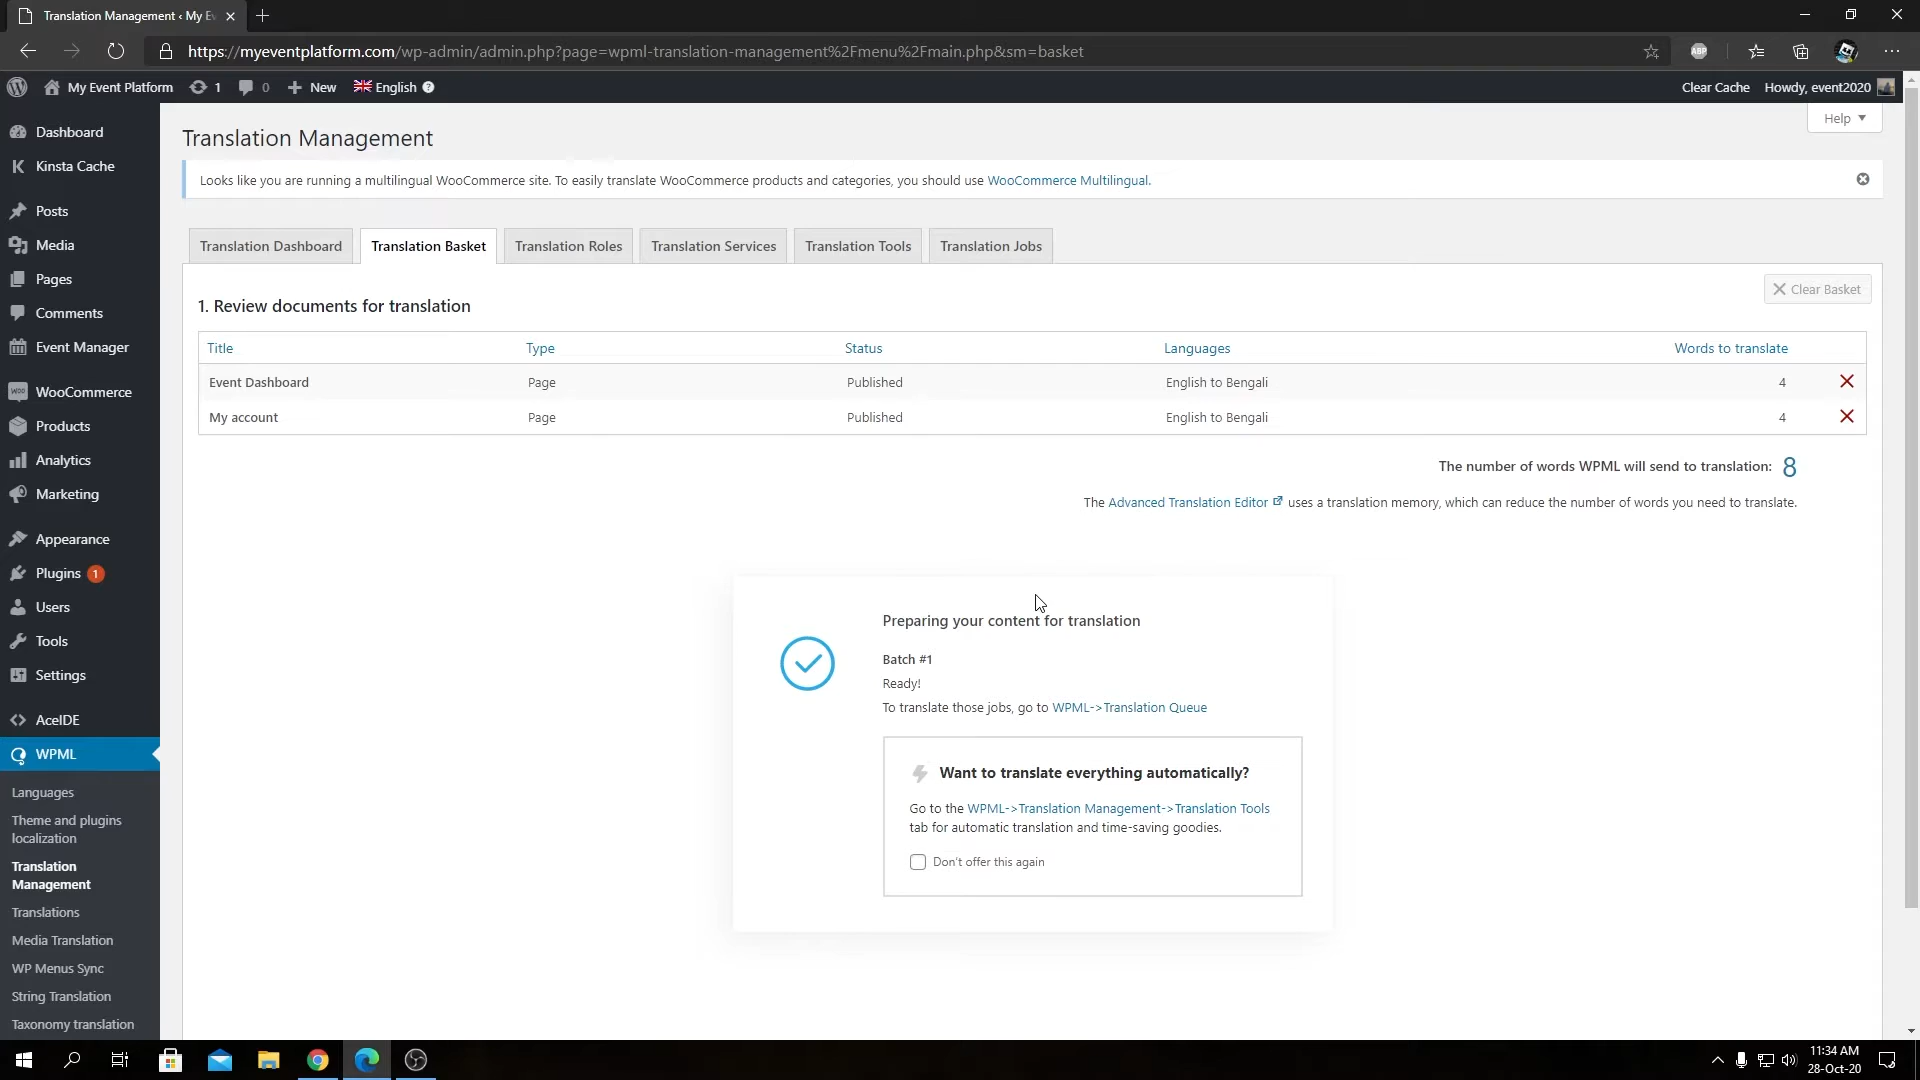 Translation Management ‹ My Ev
https://myeventplatform.com/wp-admin/admin.php?page=wpml-translation-management%2Fmenu%2Fmain.php&sm=basket
ABP
My Event Platform 1 0 New English Clear Cache Howdy, event2020
Help
Dashboard
Kinsta Cache
Posts
Media
Pages
Comments
Event Manager
WooCommerce
Products
Analytics
Marketing
Appearance
Plugins 1
Users
Tools
Settings
AceIDE
WPML
Languages
Theme and plugins
localization
Translation
Management
Translations
Media Translation
WP Menus Sync
String Translation
Taxonomy translation
Translation Management
Looks like you are running a multilingual WooCommerce site. To easily translate WooCommerce products and categories, you should use WooCommerce Multilingual.
Translation Dashboard Translation Basket Translation Roles Translation Services Translation Tools Translation Jobs
Clear Basket
1. Review documents for translation
Title Type Status Languages Words to translate
Event Dashboard Page Published English to Bengali 4
My account Page Published English to Bengali 4
The number of words WPML will send to translation: 8
The Advanced Translation Editor uses a translation memory, which can reduce the number of words you need to translate.
Preparing your content for translation
Batch #1
Ready!
To translate those jobs, go to WPML->Translation Queue
Want to translate everything automatically?
Go to the WPML->Translation Management->Translation Tools
tab for automatic translation and time-saving goodies.
Don't offer this again
11:34 AM
28-Oct-20